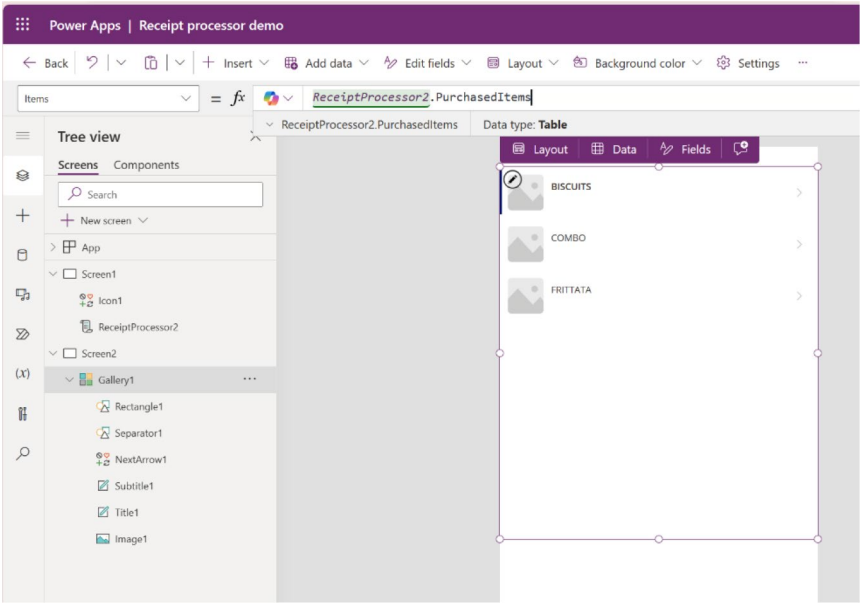 Power Apps | Receipt processor demo
Back Insert Add data Edit fields Layout Background color Settings ...
Items = fx ReceiptProcessor2.PurchasedItems
ReceiptProcessor2.PurchasedItems Data type: Table
Tree view
Layout Data Fields
Screens Components
Search
New screen
App
Screen1
Icon1
ReceiptProcessor2
Screen2
Gallery1 ...
Rectangle1
Separator1
NextArrow1
Subtitle1
Title1
Image1
(x)
BISCUITS
COMBO
FRITTATA